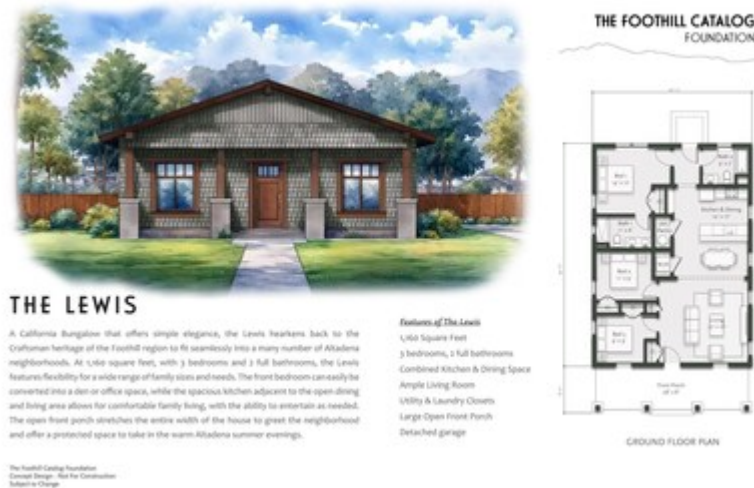 THE FOOTHILL CATALOG
FOUNDATION
THE LEWIS
A California Bungalow that offers simple elegance, the Lewis hearkens back to the
Craftsman heritage of the Foothill region to fit seamlessly into a many number of Altadena
neighborhoods. At 1,160 square feet, with 3 bedrooms and 2 full bathrooms, the Lewis
features flexibility for a wide range of family sizes and needs. The front bedroom can easily be
converted into a den or office space, while the spacious kitchen adjacent to the open dining
and living area allows for comfortable family living, with the ability to entertain as needed.
The open front porch stretches the entire width of the house to greet the neighborhood
and offer a protected space to take in the warm Altadena summer evenings.
Features of The Lewis
1,160 Square Feet
3 bedrooms, 2 full bathrooms
Combined Kitchen & Dining Space
Ample Living Room
Utility & Laundry Closets
Large Open Front Porch
Detached garage
Kitchen & Dining
Front Porch
GROUND FLOOR PLAN
The Foothill Catalog Foundation
Concept Design - Not For Construction
Subject to Change